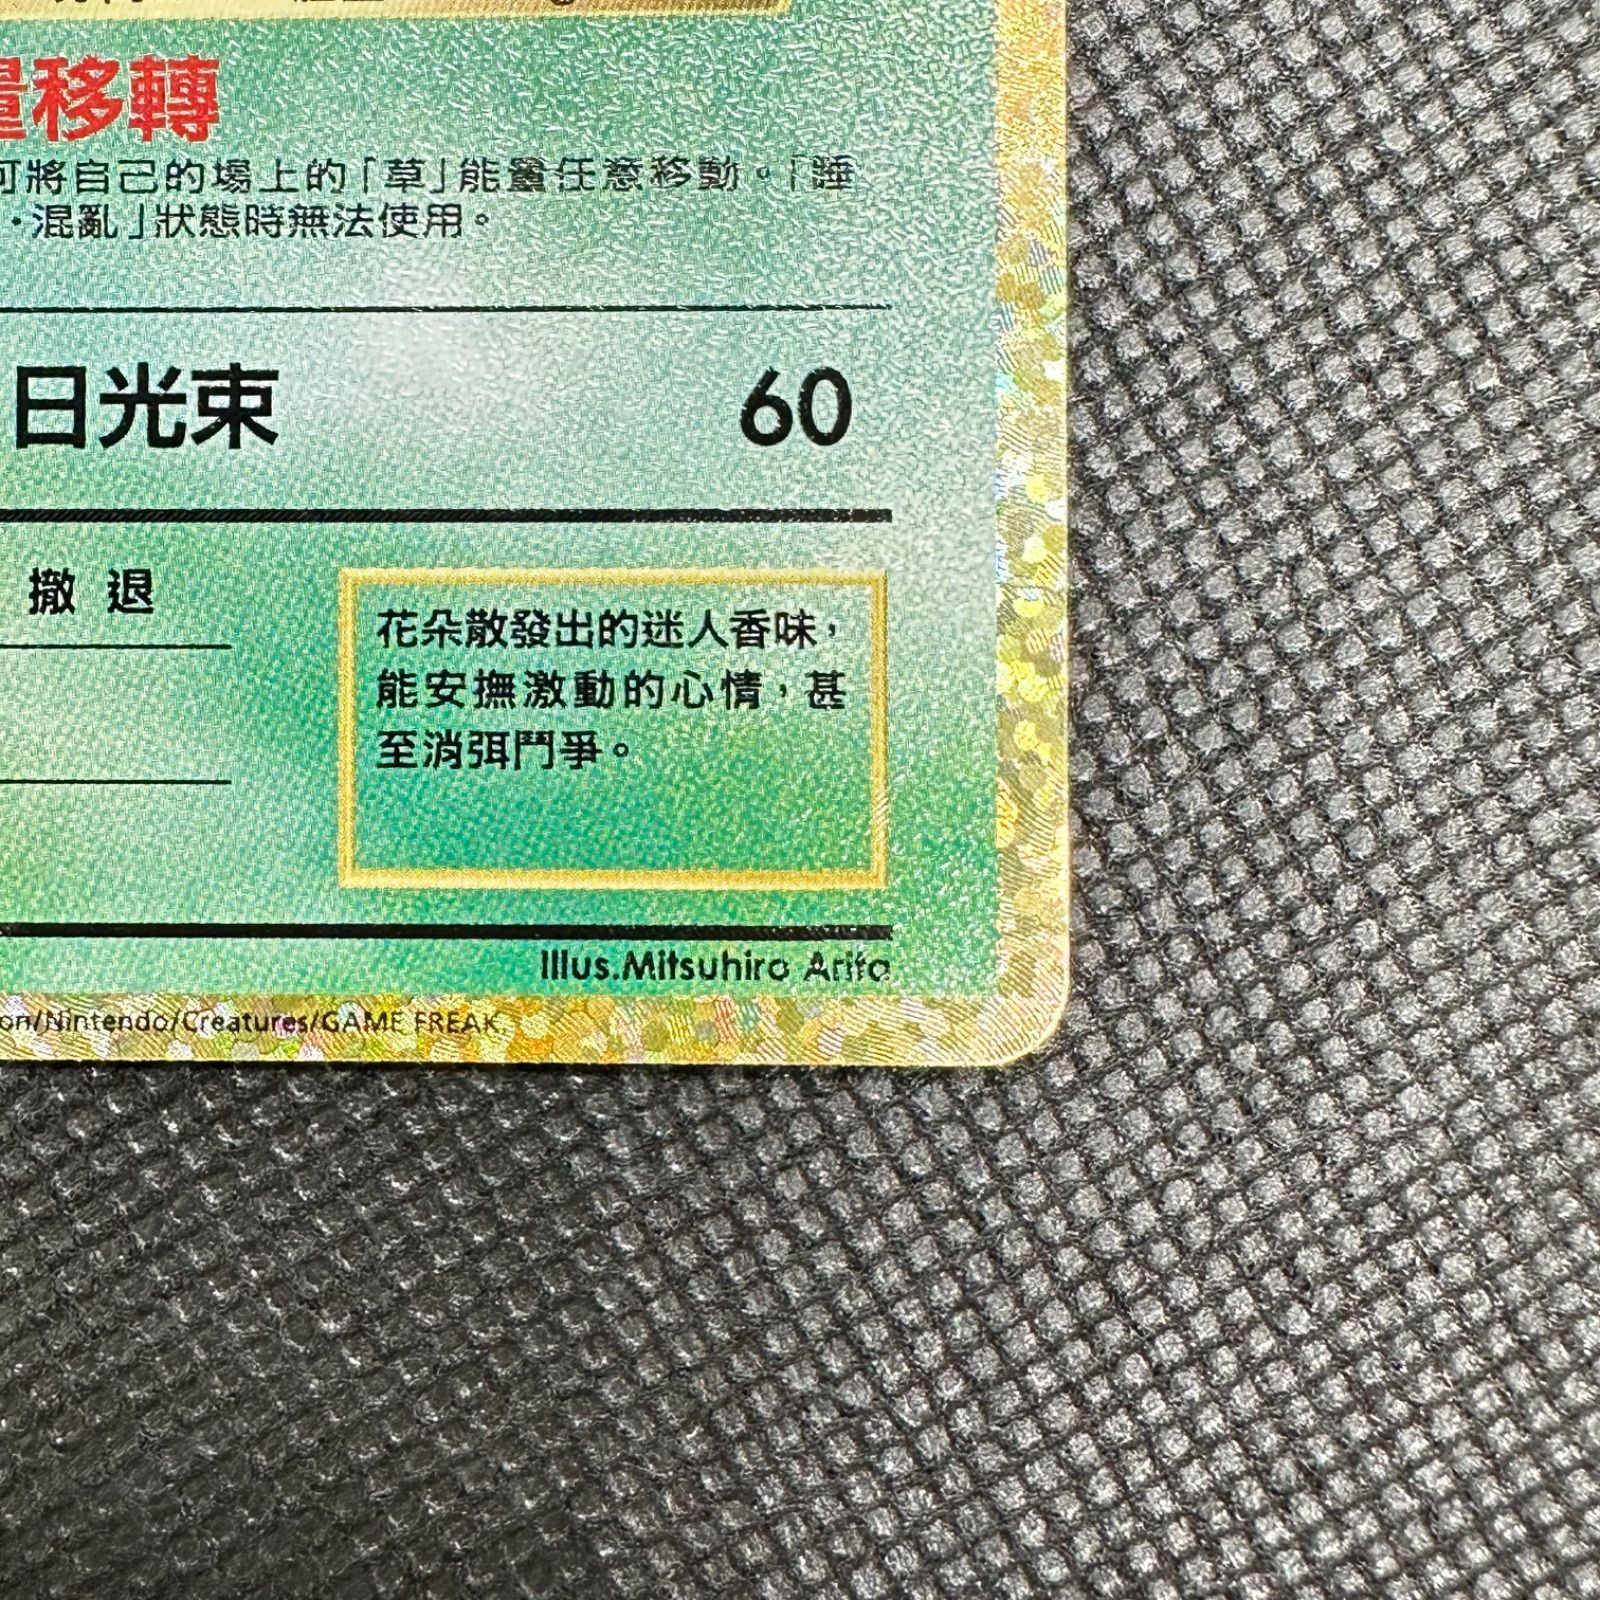 量移轉
可將自己的場上的「草」能量任意移動。「睡
・混亂」狀態時無法使用。
日光束 60
撤退
花朵散發出的迷人香味，
能安撫激動的心情，甚
至消弭鬥爭。
Illus.Mitsuhiro Arita
on/Nintendo/Creatures/GAME FREAK.